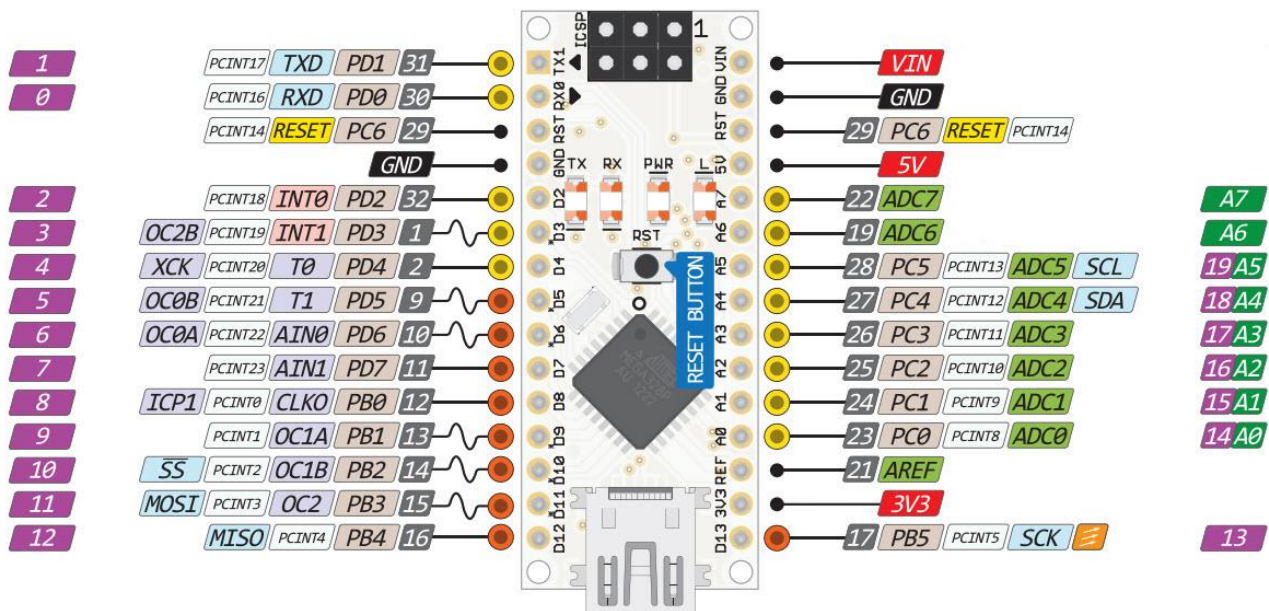 ICSP 1
1 PCINT17 TXD PD1 31 TX1 VIN VIN
0 PCINT16 RXD PD0 30 RX0 GND GND
PCINT14 RESET PC6 29 RST RST 29 PC6 RESET PCINT14
GND GND 5V 5V
TX RX PWR L
2 PCINT18 INT0 PD2 32 D2 A7 22 ADC7 A7
3 OC2B PCINT19 INT1 PD3 1 D3 A6 19 ADC6 A6
RST
4 XCK PCINT20 T0 PD4 2 D4 A5 28 PC5 PCINT13 ADC5 SCL 19 A5
5 OC0B PCINT21 T1 PD5 9 D5 A4 27 PC4 PCINT12 ADC4 SDA 18 A4
RESET BUTTON
6 OC0A PCINT22 AIN0 PD6 10 D6 A3 26 PC3 PCINT11 ADC3 17 A3
7 PCINT23 AIN1 PD7 11 D7 A2 25 PC2 PCINT10 ADC2 16 A2
MEGA328P
AU 1227
8 ICP1 PCINT0 CLKO PB0 12 D8 A1 24 PC1 PCINT9 ADC1 15 A1
9 PCINT1 OC1A PB1 13 D9 A0 23 PC0 PCINT8 ADC0 14 A0
10 SS PCINT2 OC1B PB2 14 D10 REF 21 AREF
11 MOSI PCINT3 OC2 PB3 15 D11 3V3 3V3
12 MISO PCINT4 PB4 16 D12 D13 17 PB5 PCINT5 SCK 13